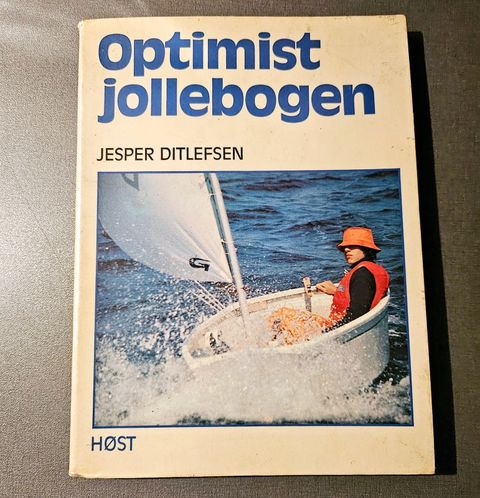 Optimist
jollebogen
JESPER DITLEFSEN
HØST